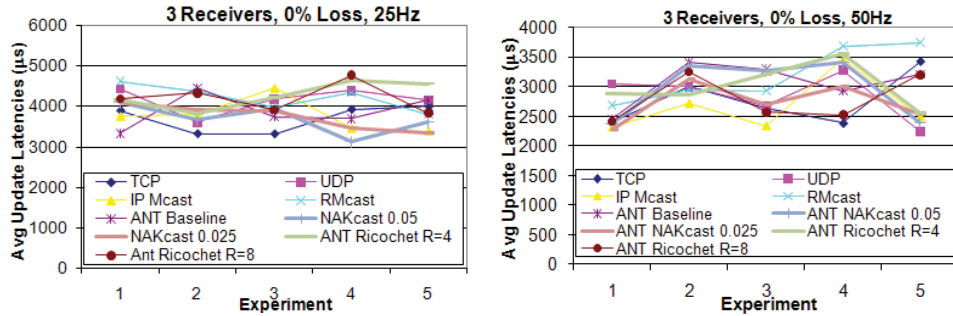 3 Receivers, 0% Loss, 25Hz
Avg Update Latencies (µs)
6000
5000
4000
3000
2000
1000
0
TCP
UDP
IP Mcast
RMcast
ANT Baseline
NAKcast 0.05
NAKcast 0.025
ANT Ricochet R=4
Ant Ricochet R=8
1 2 3 4 5
Experiment
3 Receivers, 0% Loss, 50Hz
Avg Update Latencies (µs)
4000
3500
3000
2500
2000
1500
1000
500
0
TCP
UDP
IP Mcast
RMcast
ANT Baseline
ANT NAKcast 0.05
ANT NAKcast 0.025
ANT Ricochet R=4
ANT Ricochet R=8
1 2 3 4 5
Experiment